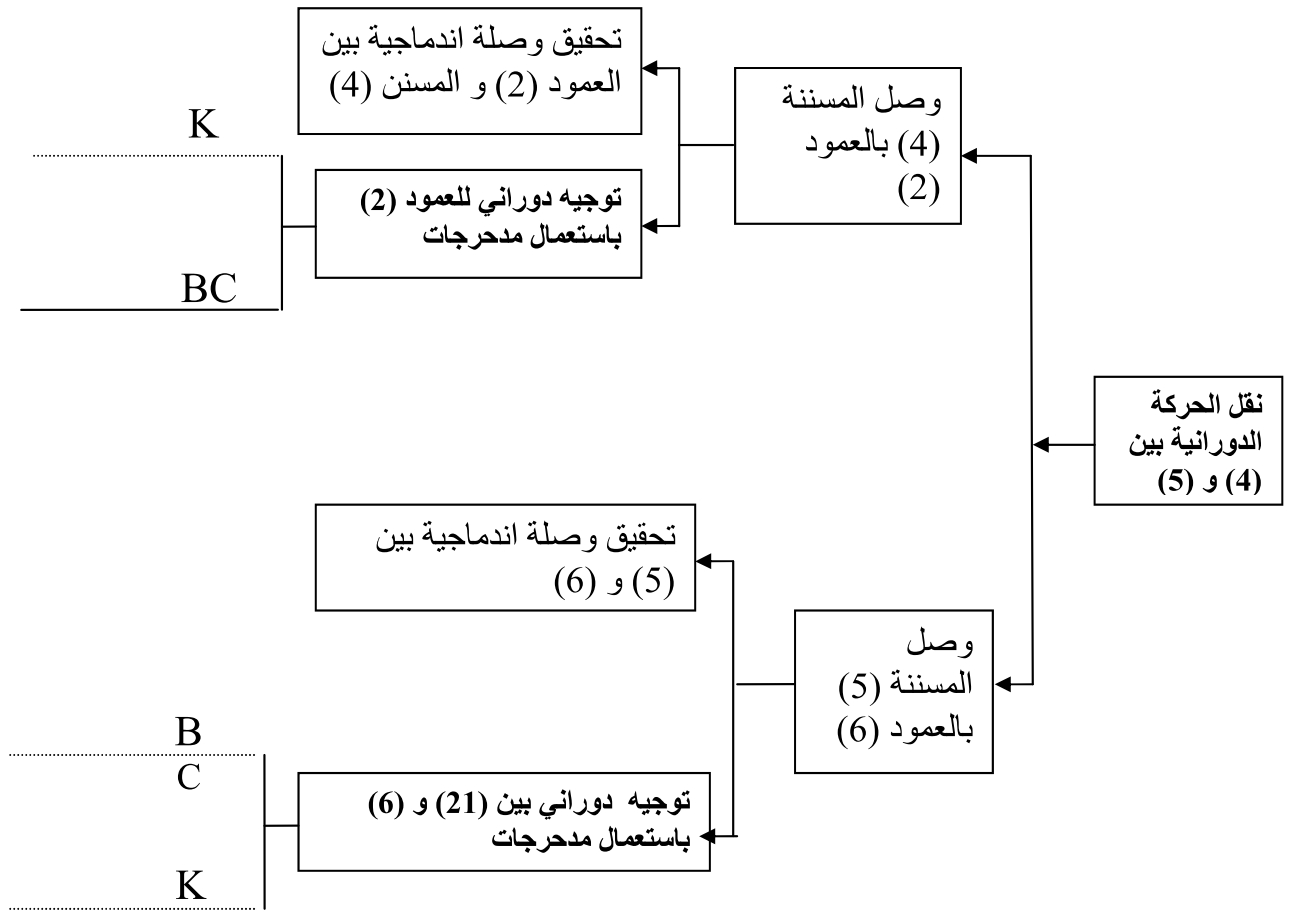 نقل الحركة
الدورانية بين
(4) و (5)
وصل المسننة
(4) بالعمود
(2)
تحقيق وصلة اندماجية بين
العمود (2) و المسنن (4)
توجيه دوراني للعمود (2)
باستعمال مدحرجات
K
BC
وصل
المسننة (5)
بالعمود (6)
تحقيق وصلة اندماجية بين
(5) و (6)
توجيه دوراني بين (21) و (6)
باستعمال مدحرجات
B
C
K